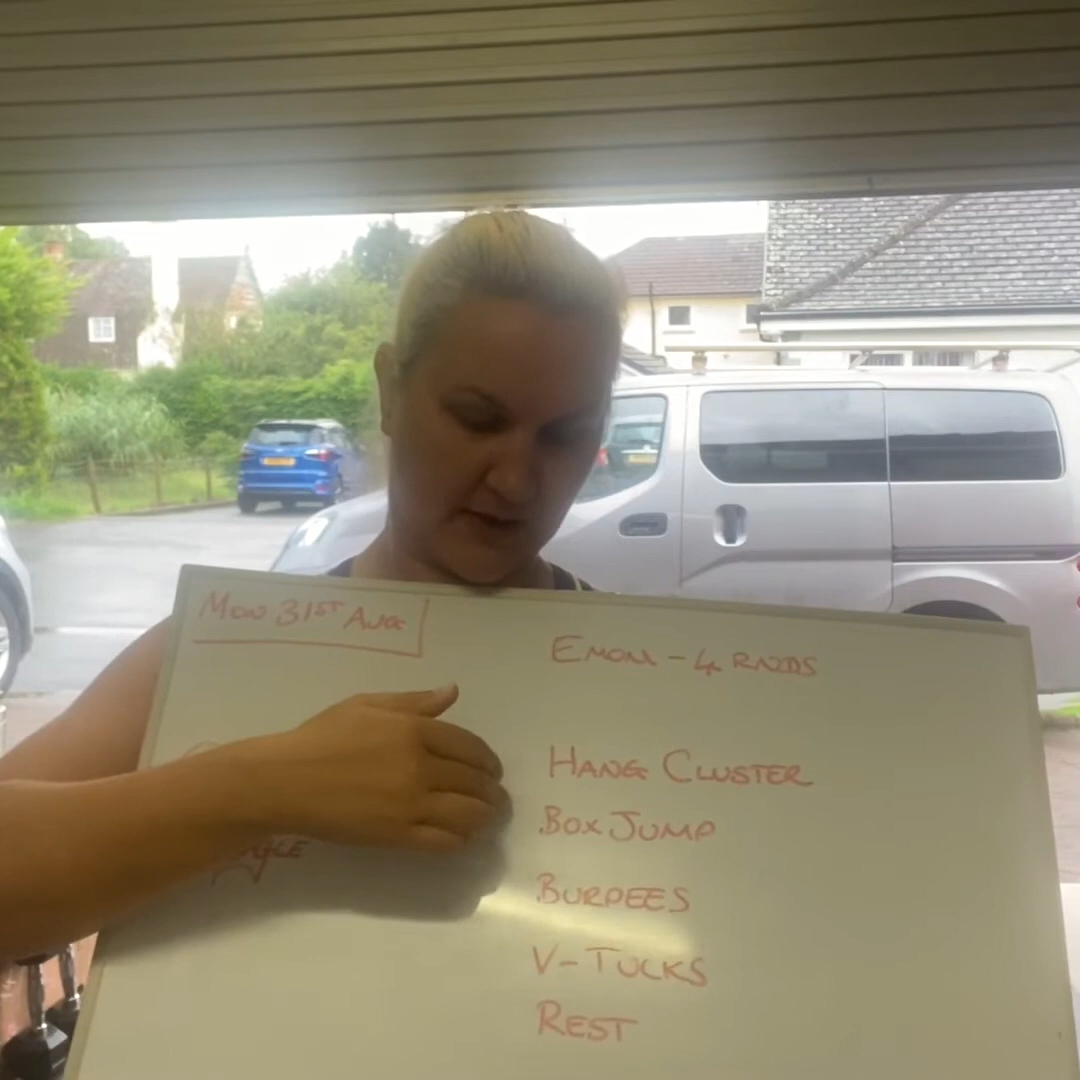 MON 31ST AUG
EMOM - 4 RNDS
HANG CLUSTER
BOX JUMP
BURPEES
V-TUCKS
REST